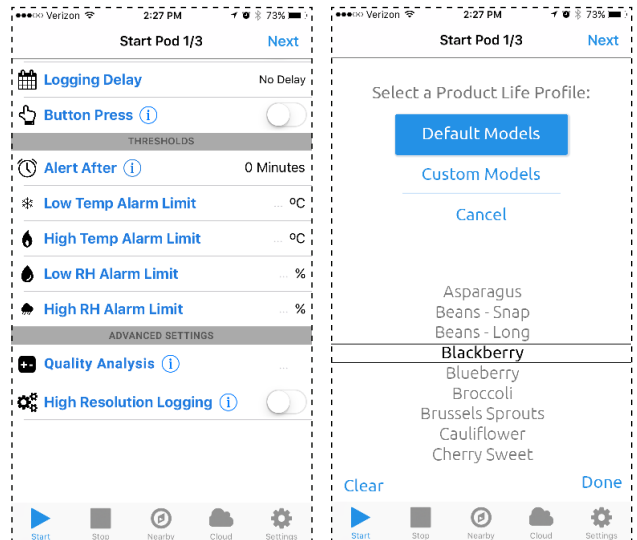 Verizon 2:27 PM 73%
Start Pod 1/3 Next
Logging Delay No Delay
Button Press i
THRESHOLDS
Alert After i 0 Minutes
Low Temp Alarm Limit ... ºC
High Temp Alarm Limit ... ºC
Low RH Alarm Limit ... %
High RH Alarm Limit ... %
ADVANCED SETTINGS
Quality Analysis i ...
High Resolution Logging i
Start Stop Nearby Cloud Settings
Verizon 2:27 PM 73%
Start Pod 1/3 Next
Select a Product Life Profile:
Default Models
Custom Models
Cancel
Asparagus
Beans - Snap
Beans - Long
Blackberry
Blueberry
Broccoli
Brussels Sprouts
Cauliflower
Cherry Sweet
Clear Done
Start Stop Nearby Cloud Settings